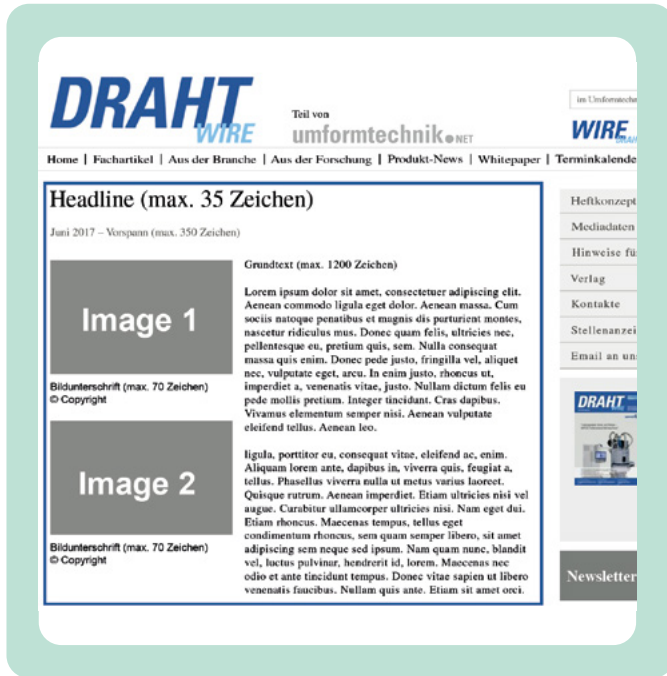 DRAHT
WIRE
Teil von
umformtechnik.NET
im Umformtechn
WIRE
DRAH
Home | Fachartikel | Aus der Branche | Aus der Forschung | Produkt-News | Whitepaper | Terminkalende
Headline (max. 35 Zeichen)
Juni 2017 – Vorspann (max. 350 Zeichen)
Image 1
Bildunterschrift (max. 70 Zeichen)
© Copyright
Image 2
Bildunterschrift (max. 70 Zeichen)
© Copyright
Grundtext (max. 1200 Zeichen)
Lorem ipsum dolor sit amet, consectetuer adipiscing elit.
Aenean commodo ligula eget dolor. Aenean massa. Cum
sociis natoque penatibus et magnis dis parturient montes,
nascetur ridiculus mus. Donec quam felis, ultricies nec,
pellentesque eu, pretium quis, sem. Nulla consequat
massa quis enim. Donec pede justo, fringilla vel, aliquet
nec, vulputate eget, arcu. In enim justo, rhoncus ut,
imperdiet a, venenatis vitae, justo. Nullam dictum felis eu
pede mollis pretium. Integer tincidunt. Cras dapibus.
Vivamus elementum semper nisi. Aenean vulputate
eleifend tellus. Aenean leo.
ligula, porttitor eu, consequat vitae, eleifend ac, enim.
Aliquam lorem ante, dapibus in, viverra quis, feugiat a,
tellus. Phasellus viverra nulla ut metus varius laoreet.
Quisque rutrum. Aenean imperdiet. Etiam ultricies nisi vel
augue. Curabitur ullamcorper ultricies nisi. Nam eget dui.
Etiam rhoncus. Maecenas tempus, tellus eget
condimentum rhoncus, sem quam semper libero, sit amet
adipiscing sem neque sed ipsum. Nam quam nunc, blandit
vel, luctus pulvinar, hendrerit id, lorem. Maecenas nec
odio et ante tincidunt tempus. Donec vitae sapien ut libero
venenatis faucibus. Nullam quis ante. Etiam sit amet orci.
Heftkonzept
Mediadaten
Hinweise fü
Verlag
Kontakte
Stellenanzei
Email an un
DRAHT
Newsletter